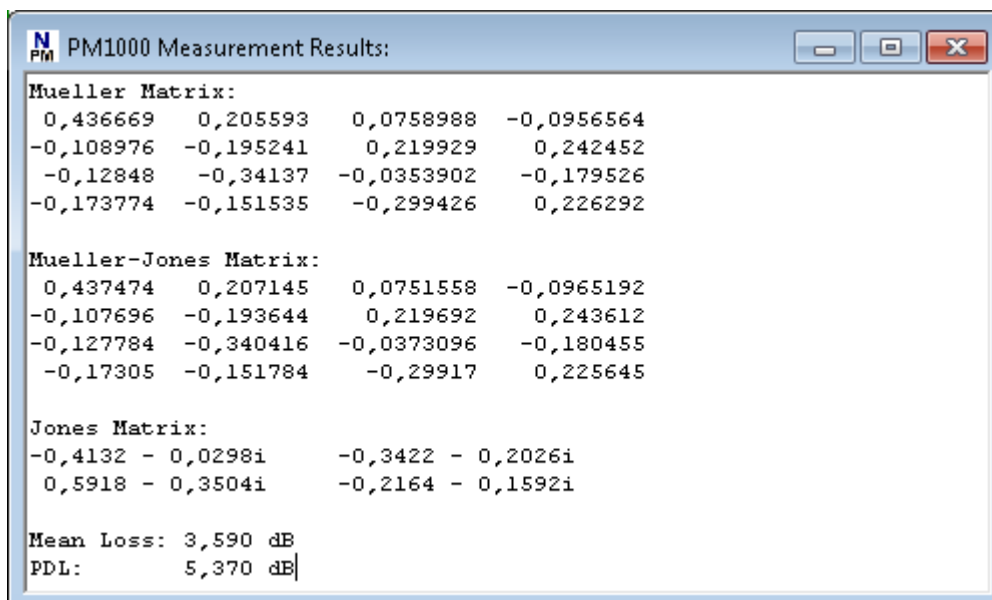 N PM PM1000 Measurement Results:
Mueller Matrix:
0,436669 0,205593 0,0758988 -0,0956564
-0,108976 -0,195241 0,219929 0,242452
-0,12848 -0,34137 -0,0353902 -0,179526
-0,173774 -0,151535 -0,299426 0,226292
Mueller-Jones Matrix:
0,437474 0,207145 0,0751558 -0,0965192
-0,107696 -0,193644 0,219692 0,243612
-0,127784 -0,340416 -0,0373096 -0,180455
-0,17305 -0,151784 -0,29917 0,225645
Jones Matrix:
-0,4132 - 0,0298i -0,3422 - 0,2026i
0,5918 - 0,3504i -0,2164 - 0,1592i
Mean Loss: 3,590 dB
PDL: 5,370 dB